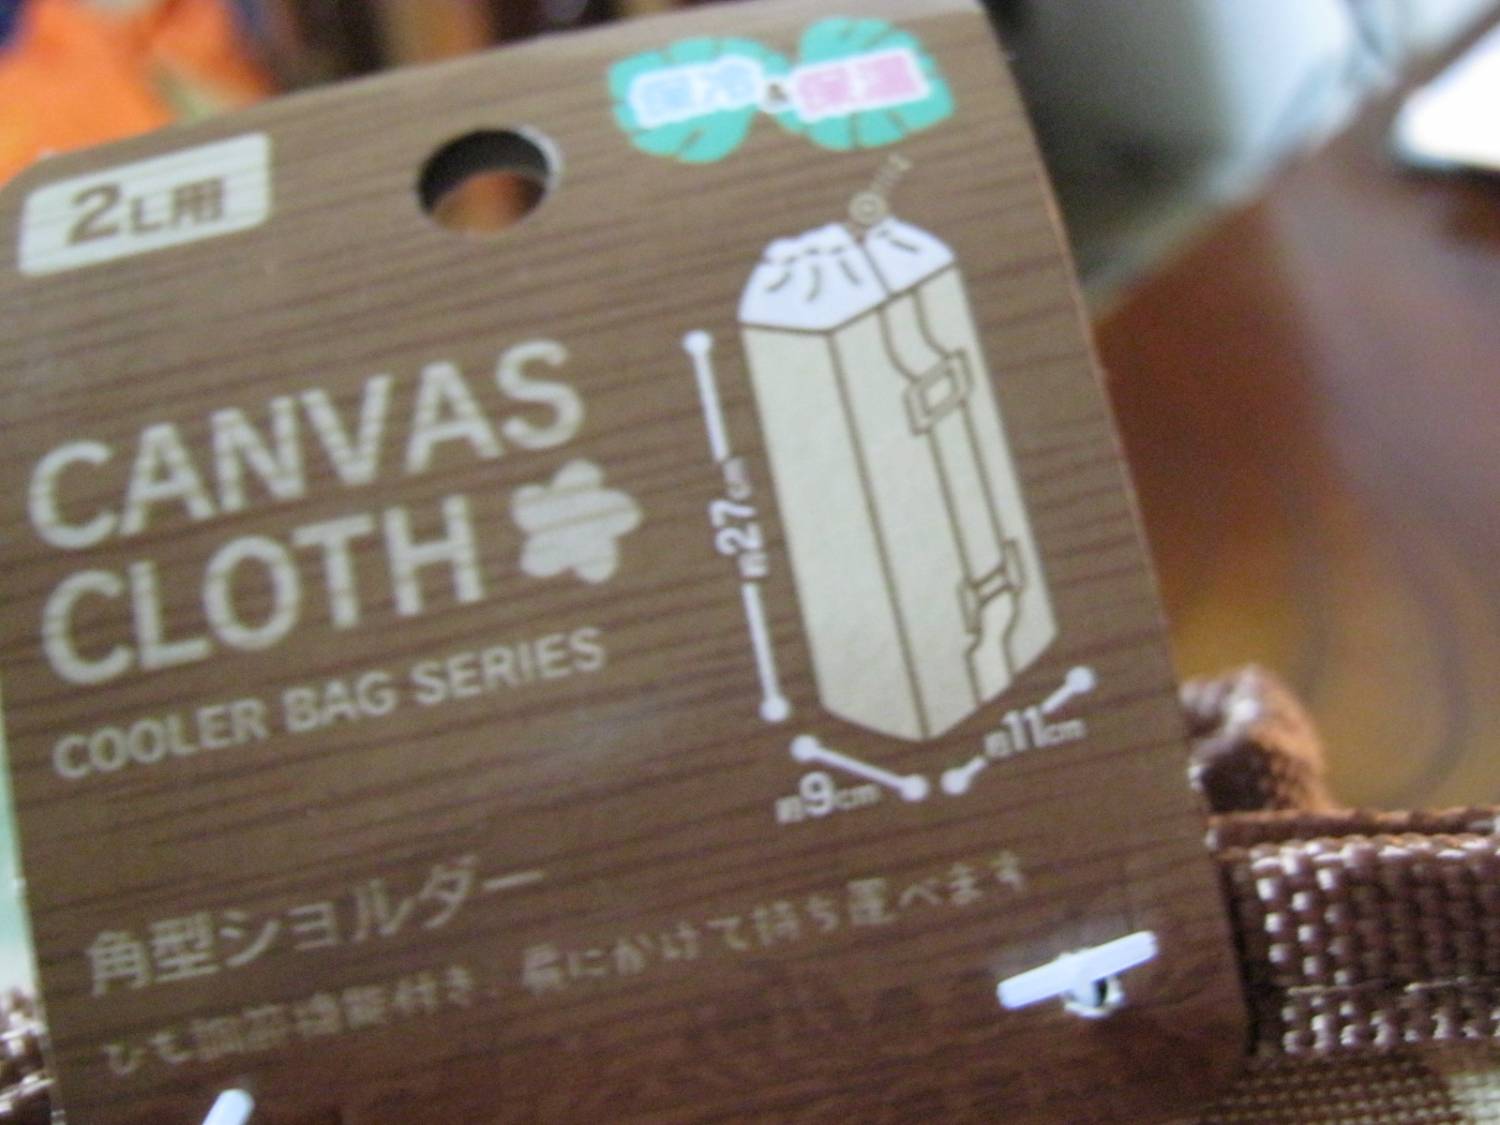 保冷&保温
2L用
CANVAS
CLOTH
COOLER BAG SERIES
約27cm
約9cm
約11cm
角型ショルダー
ひも調節機能付き 肩にかけて持ち運べます